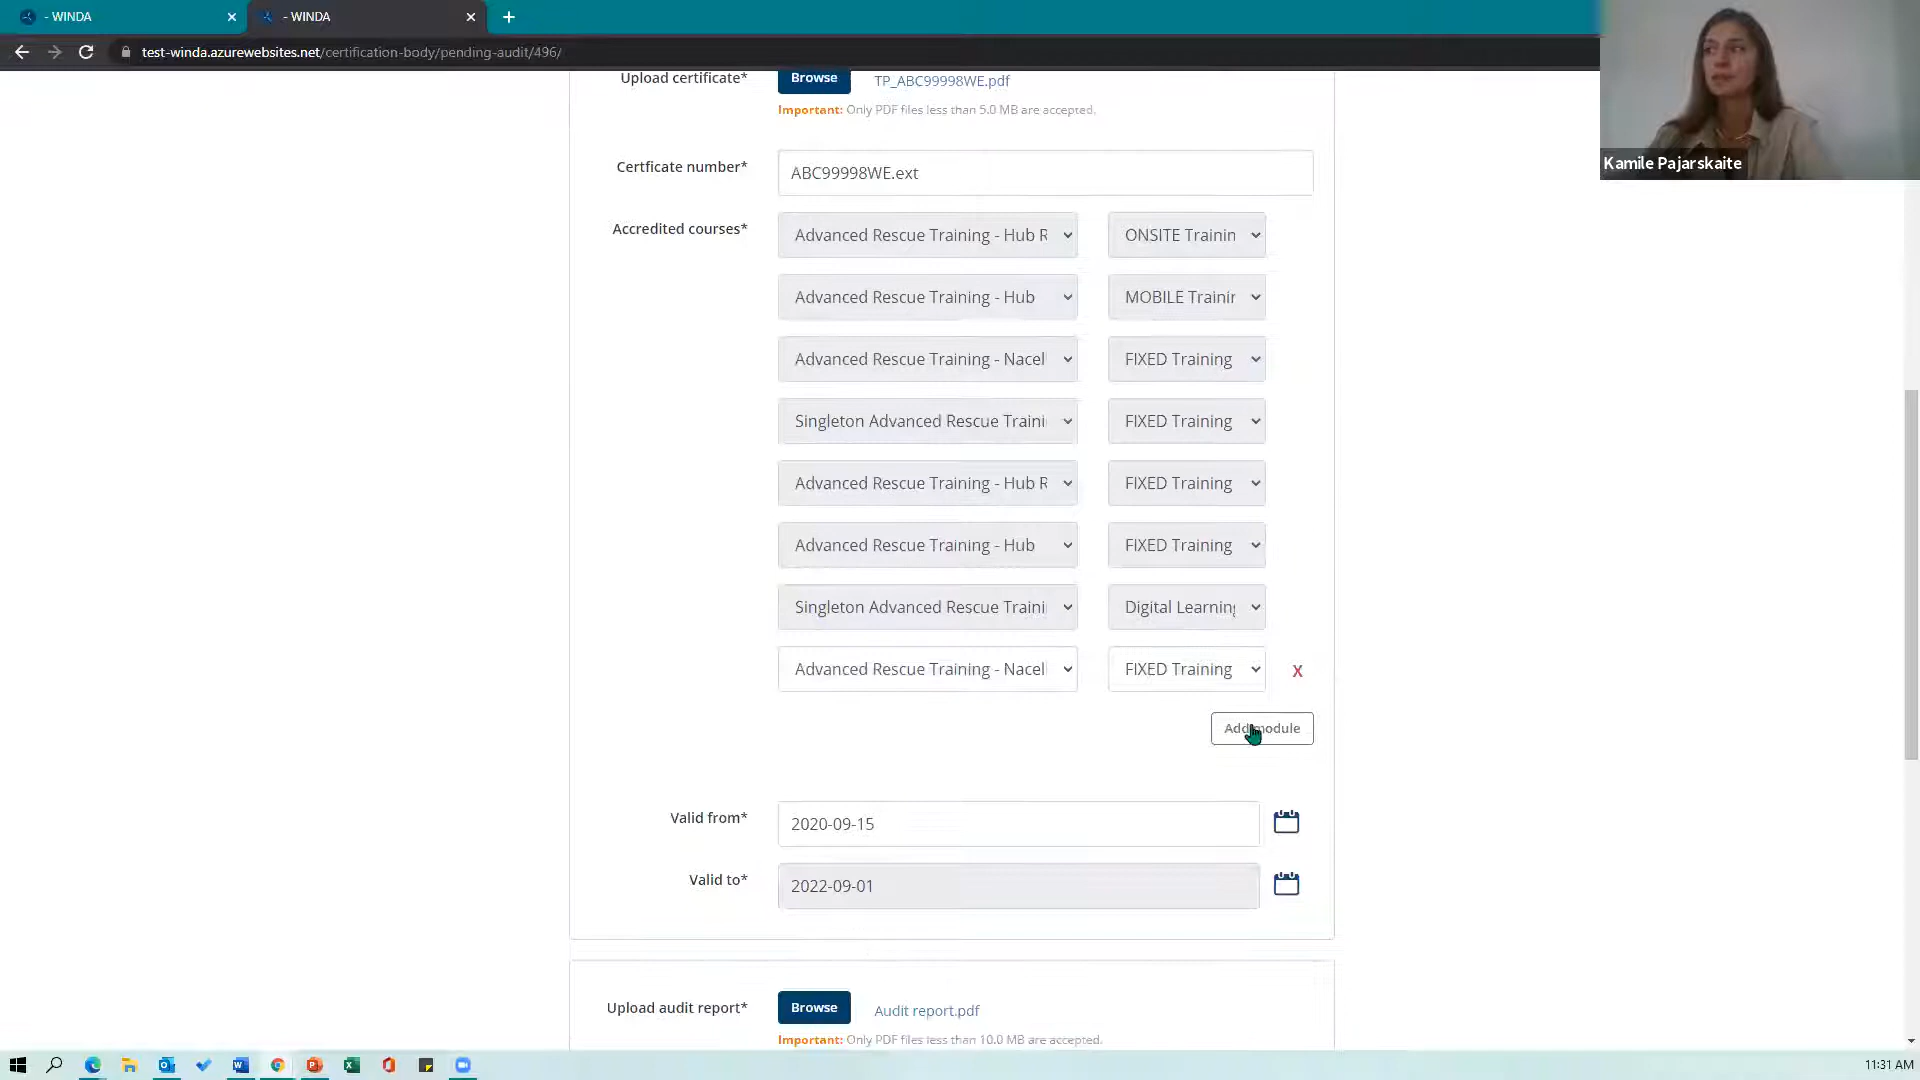 - WINDA
- WINDA
test-winda.azurewebsites.net/certification-body/pending-audit/496/
Kamile Pajarskaite
Upload certificate*
Browse
TP_ABC99998WE.pdf
Important: Only PDF files less than 5.0 MB are accepted.
Certficate number*
ABC99998WE.ext
Accredited courses*
Advanced Rescue Training - Hub R
ONSITE Trainin
Advanced Rescue Training - Hub
MOBILE Trainir
Advanced Rescue Training - Nacel
FIXED Training
Singleton Advanced Rescue Traini
FIXED Training
Advanced Rescue Training - Hub R
FIXED Training
Advanced Rescue Training - Hub
FIXED Training
Singleton Advanced Rescue Traini
Digital Learning
Advanced Rescue Training - Nacel
FIXED Training
X
Add module
Valid from*
2020-09-15
Valid to*
2022-09-01
Upload audit report*
Browse
Audit report.pdf
Important: Only PDF files less than 10.0 MB are accepted.
11:31 AM